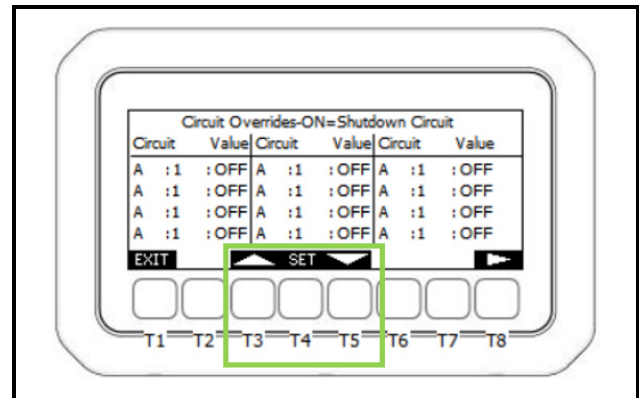 Circuit Overrides-ON=Shutdown Circuit
Circuit Value Circuit Value Circuit Value
A :1 :OFF A :1 :OFF A :1 :OFF
A :1 :OFF A :1 :OFF A :1 :OFF
A :1 :OFF A :1 :OFF A :1 :OFF
A :1 :OFF A :1 :OFF A :1 :OFF
EXIT SET
T1 T2 T3 T4 T5 T6 T7 T8